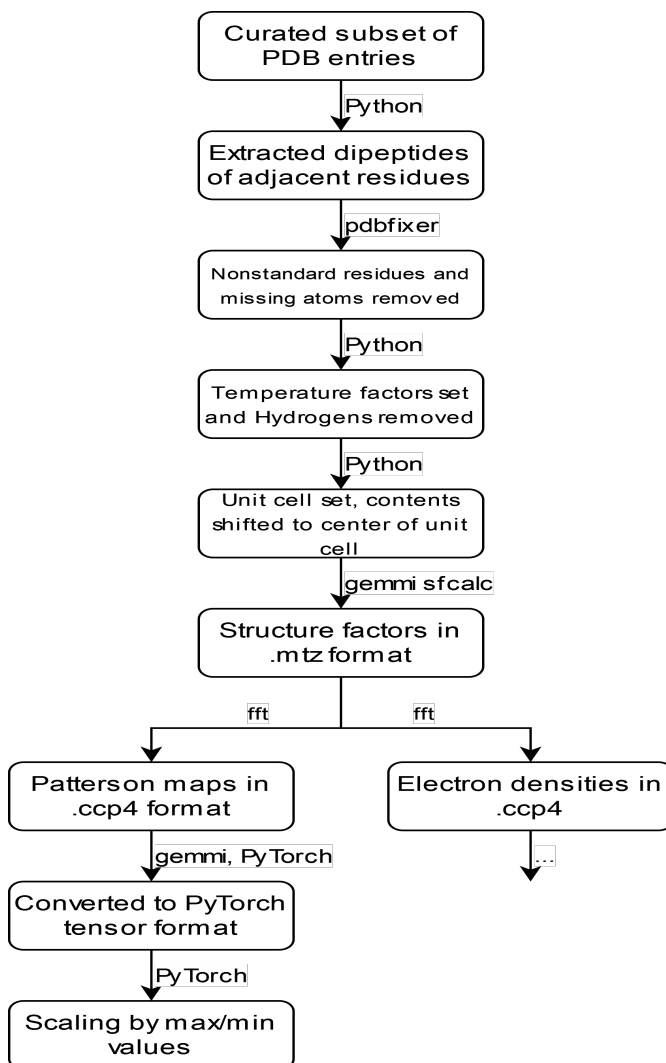 Curated subset of
PDB entries
Python
Extracted dipeptides
of adjacent residues
pdbfixer
Nonstandard residues and
missing atoms removed
Python
Temperature factors set
and Hydrogens removed
Python
Unit cell set, contents
shifted to center of unit
cell
gemmi sfcalc
Structure factors in
.mtz format
fft
fft
Patterson maps in
.ccp4 format
Electron densities in
.ccp4
gemmi, PyTorch
...
Converted to PyTorch
tensor format
PyTorch
Scaling by max/min
values